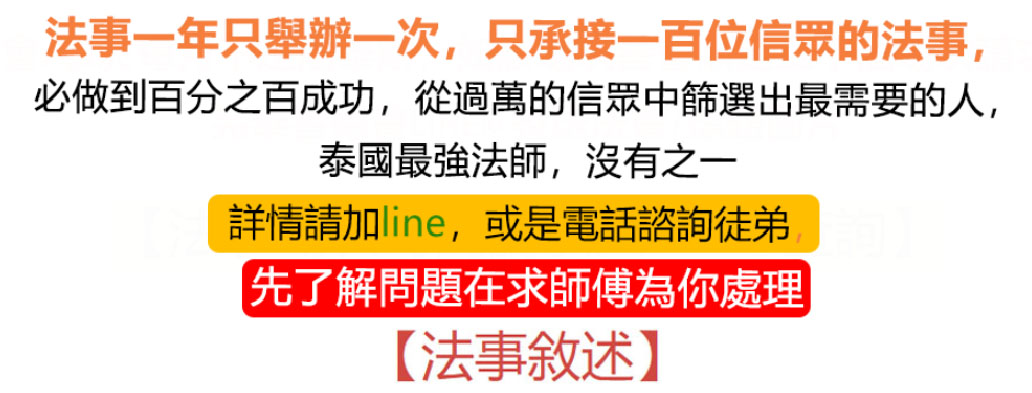 法事一年只舉辦一次，只承接一百位信眾的法事，
必做到百分之百成功，從過萬的信眾中篩選出最需要的人，
泰國最強法師，沒有之一
詳情請加line，或是電話諮詢徒弟，
先了解問題在求師傅為你處理
【法事敘述】